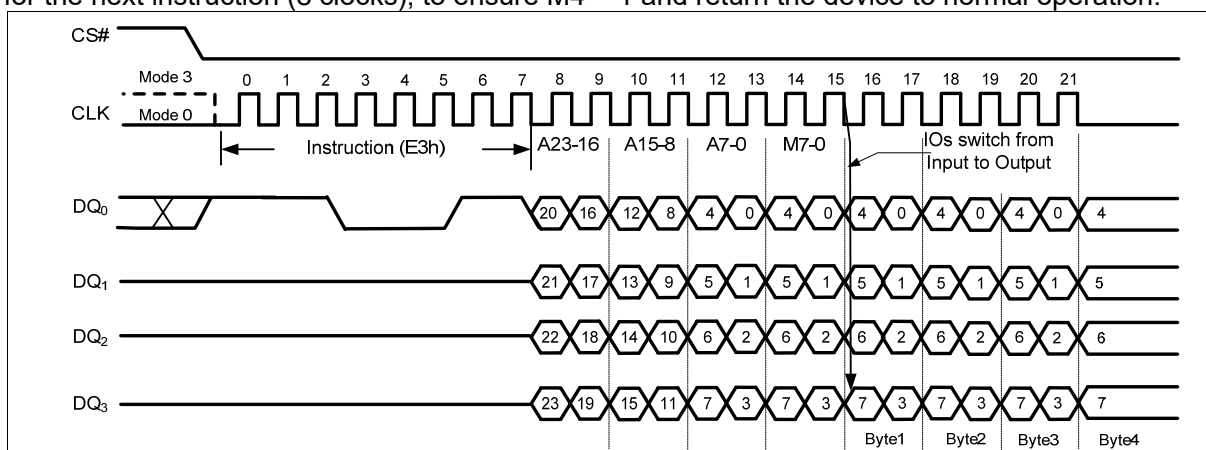 for the next instruction (8 clocks), to ensure M4 = 1 and return the device to normal operation.
CS#
Mode 3
0 1 2 3 4 5 6 7 8 9 10 11 12 13 14 15 16 17 18 19 20 21
CLK
Mode 0
Instruction (E3h)
A23-16 A15-8 A7-0 M7-0
IOs switch from
Input to Output
DQ0 20 16 12 8 4 0 4 0 4 0 4 0 4 0 4
DQ1 21 17 13 9 5 1 5 1 5 1 5 1 5 1 5
DQ2 22 18 14 10 6 2 6 2 6 2 6 2 6 2 6
DQ3 23 19 15 11 7 3 7 3 7 3 7 3 7 3 7
Byte1 Byte2 Byte3 Byte4